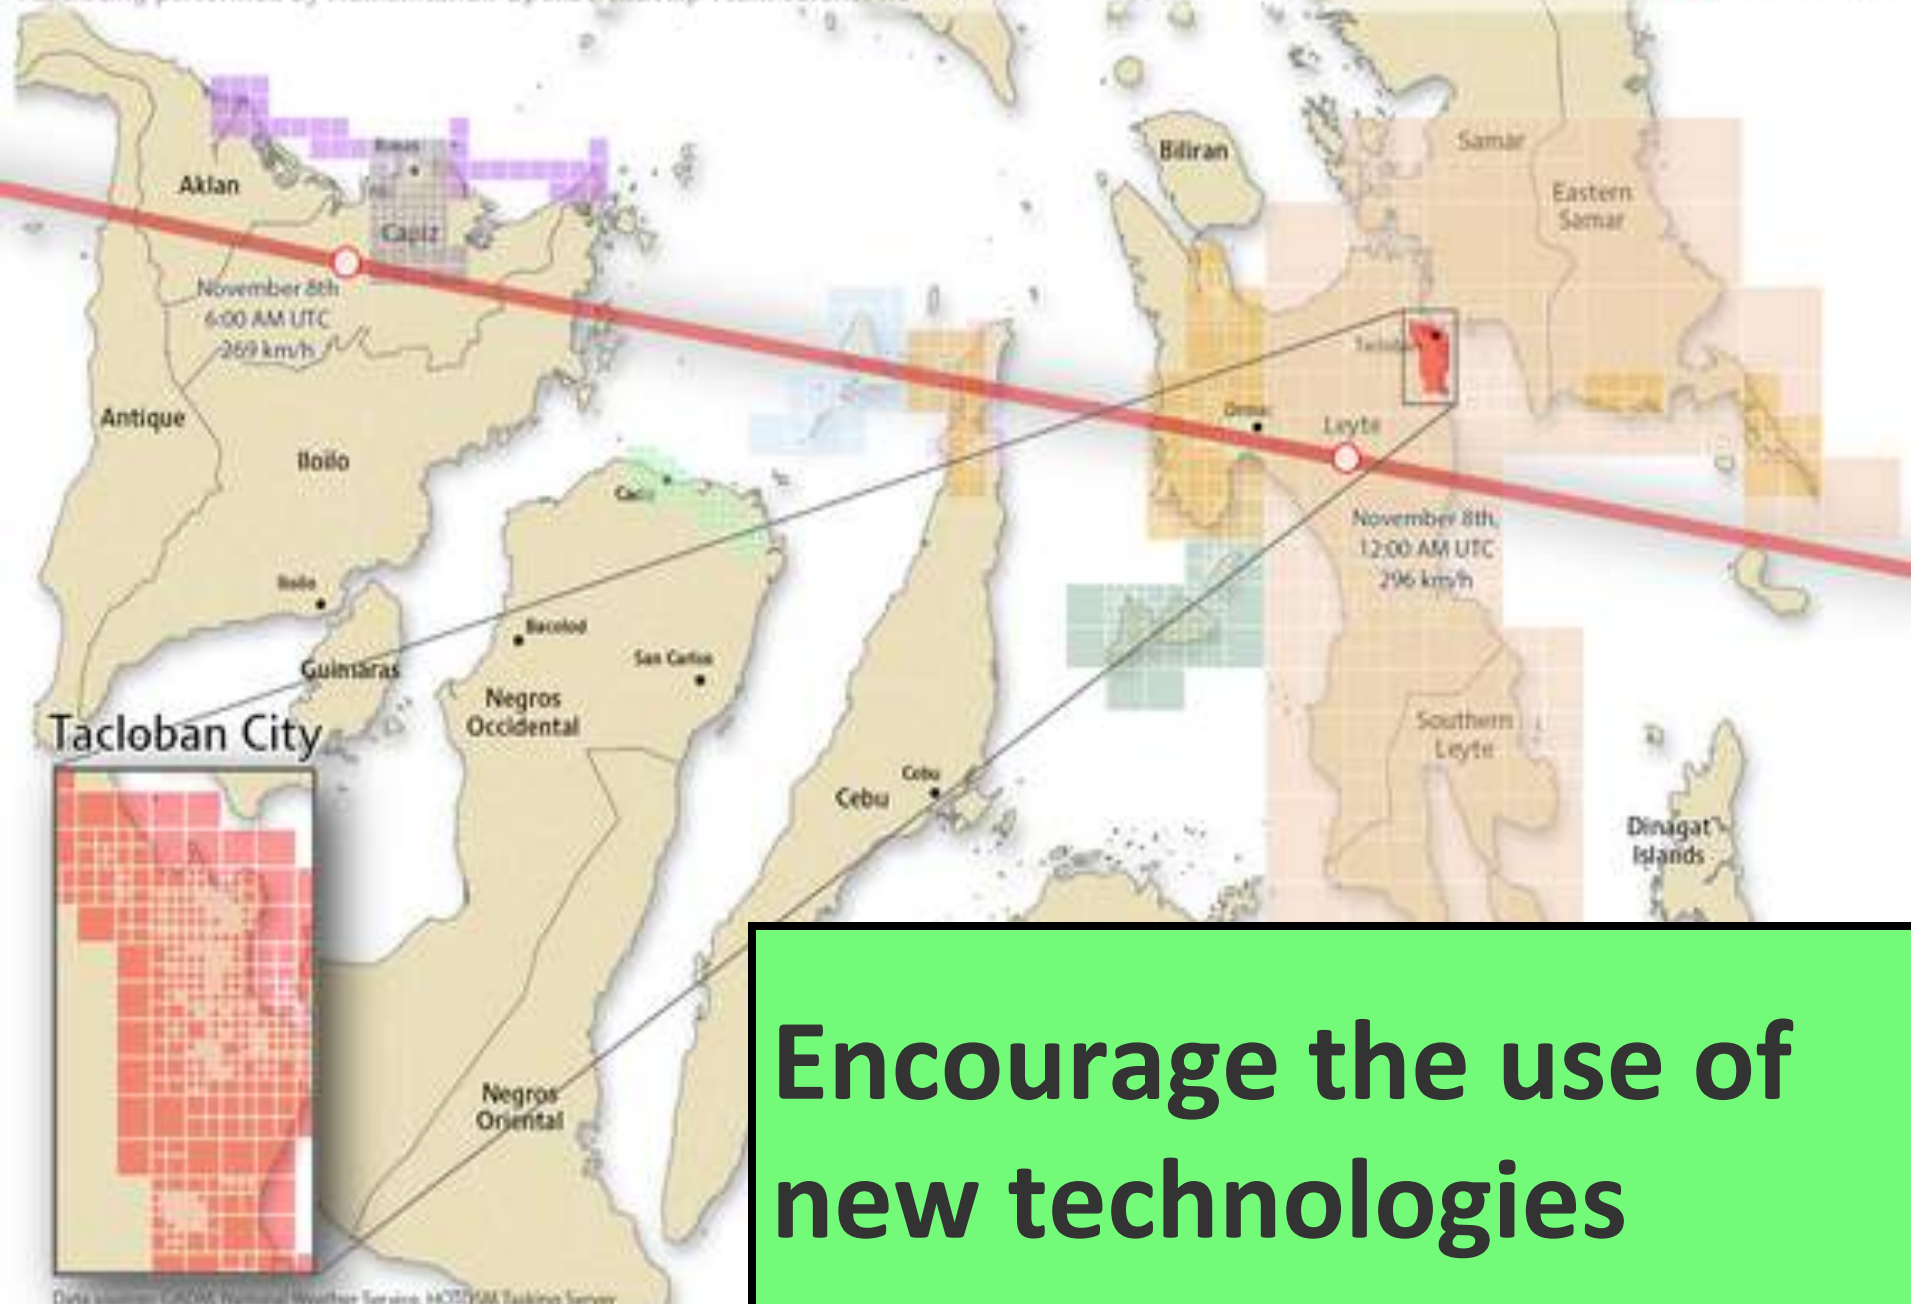 Biliran
Samar
Aklan
Eastern
Samar
Capiz
November 8th
6:00 AM UTC
269 km/h
Antique
Leyte
Iloilo
November 8th,
12:00 AM UTC
296 km/h
Iloilo
Bacolod
San Carlos
Guimaras
Negros
Occidental
Southern
Leyte
Tacloban City
Cebu
Cebu
Dinagat
Islands
Negros
Oriental
Encourage the use of
new technologies